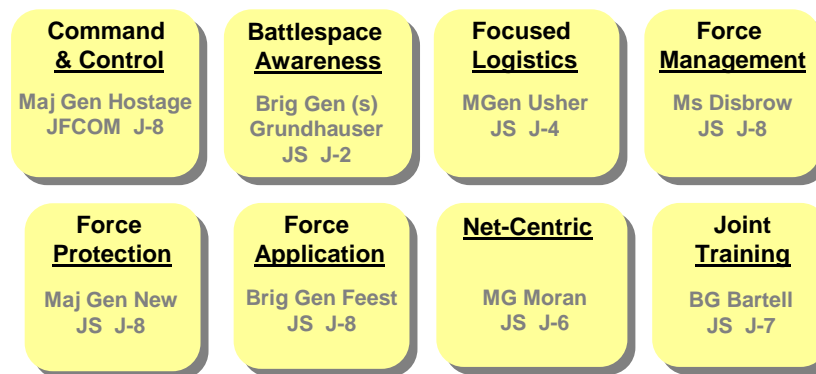 Command
& Control
Maj Gen Hostage
JFCOM J-8
Battlespace
Awareness
Brig Gen (s)
Grundhauser
JS J-2
Focused
Logistics
MGen Usher
JS J-4
Force
Management
Ms Disbrow
JS J-8
Force
Protection
Maj Gen New
JS J-8
Force
Application
Brig Gen Feest
JS J-8
Net-Centric
MG Moran
JS J-6
Joint
Training
BG Bartell
JS J-7